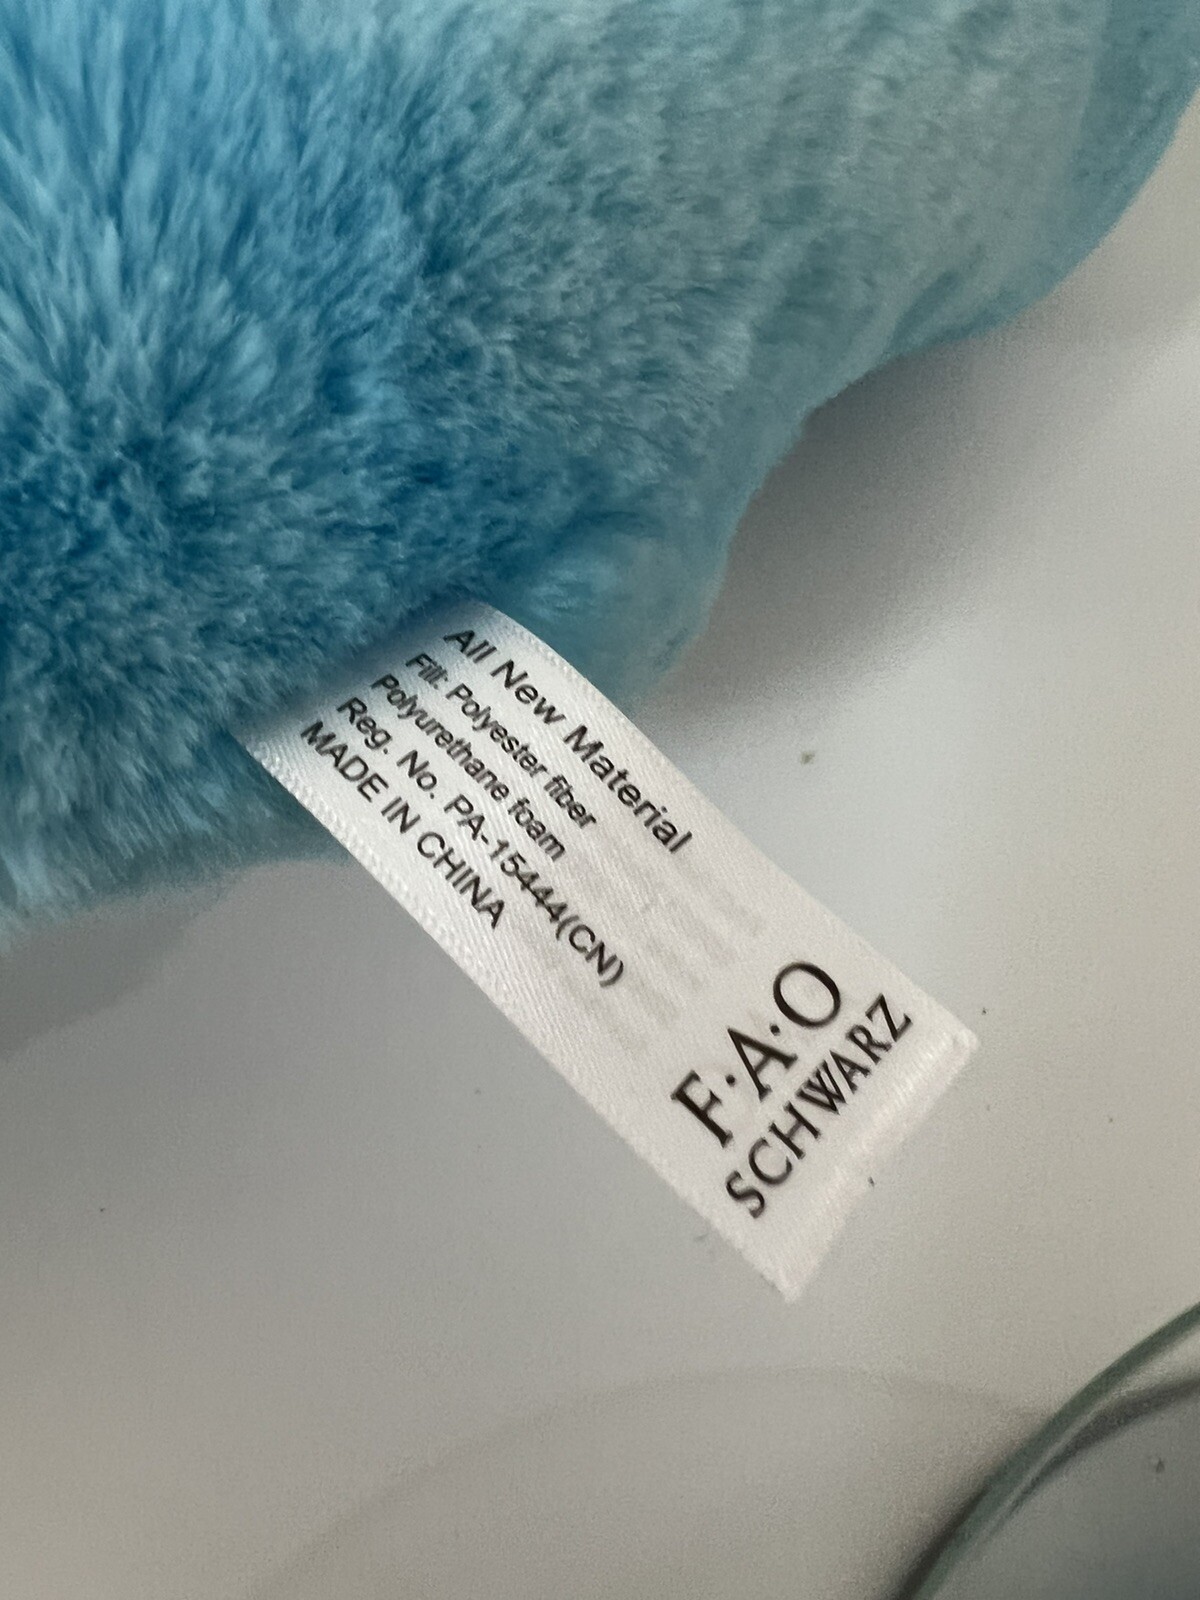 All New Material
Fill: Polyester fiber
Polyurethane foam
Reg. No. PA-15444(CN)
MADE IN CHINA
F·A·O
SCHWARZ